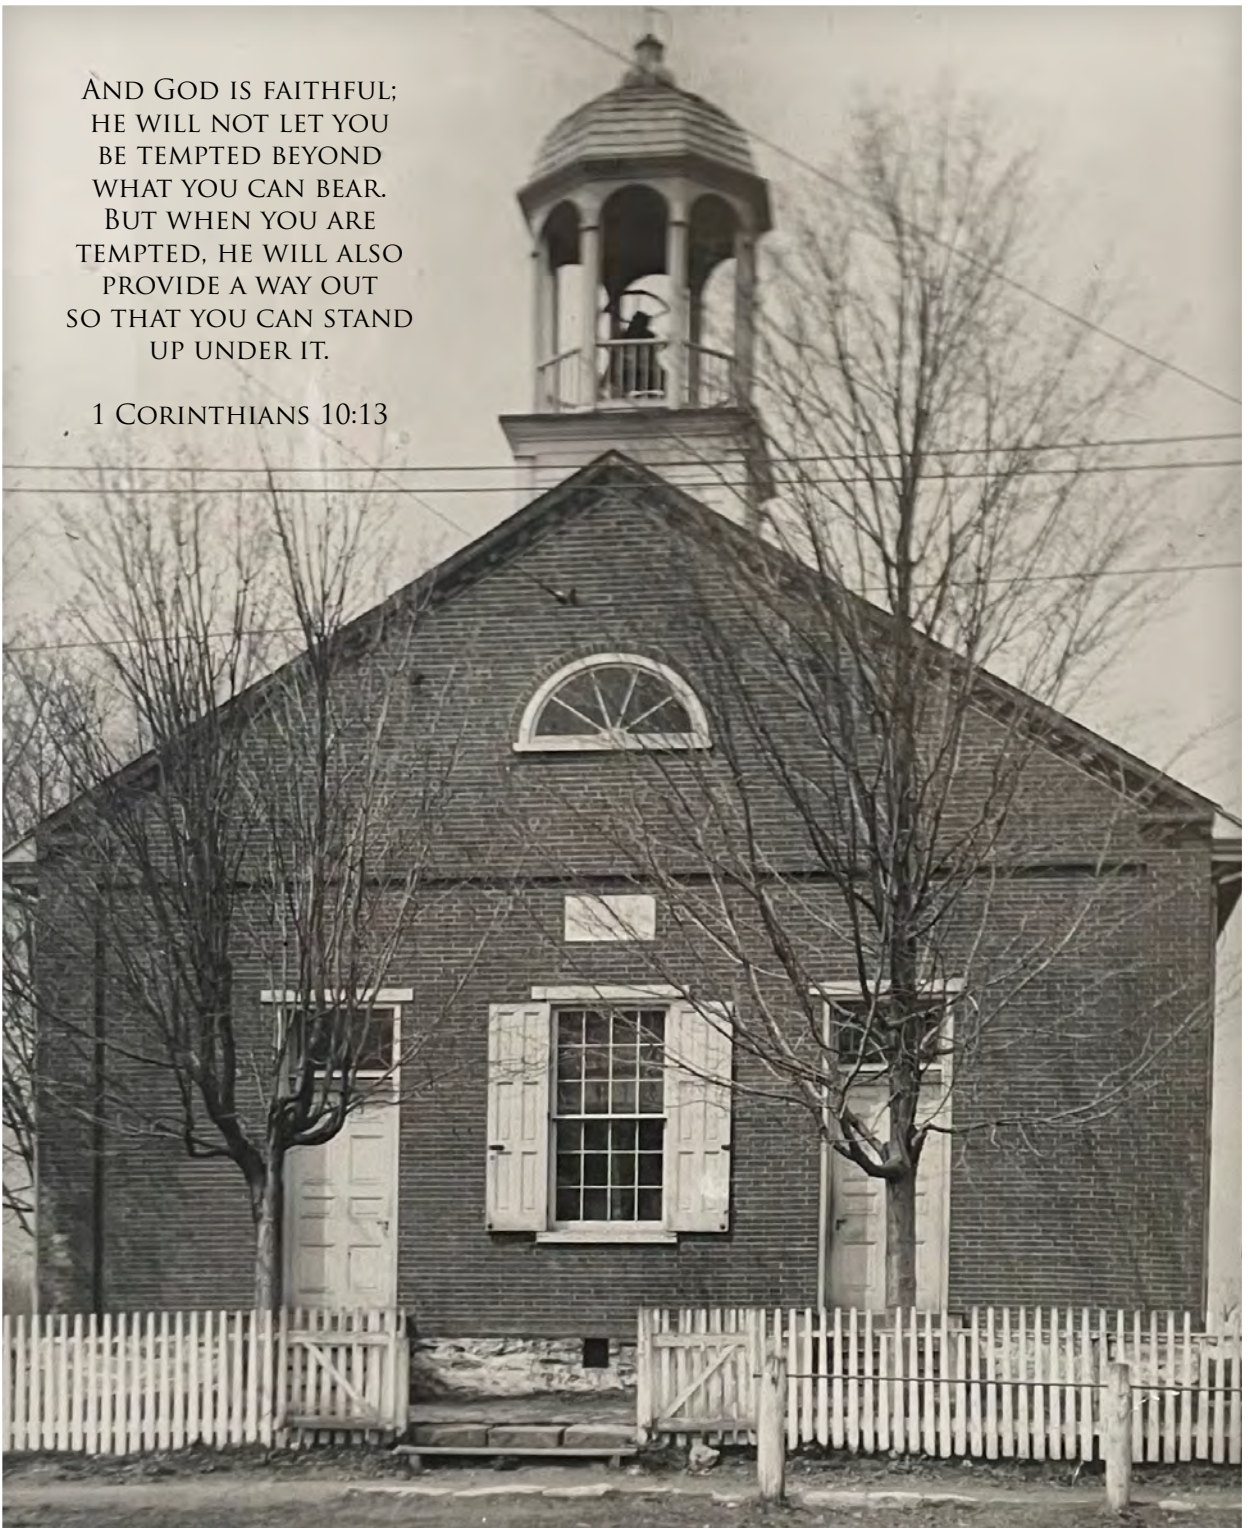 And God is faithful;
he will not let you
be tempted beyond
what you can bear.
But when you are
tempted, he will also
provide a way out
so that you can stand
up under it.
1 Corinthians 10:13